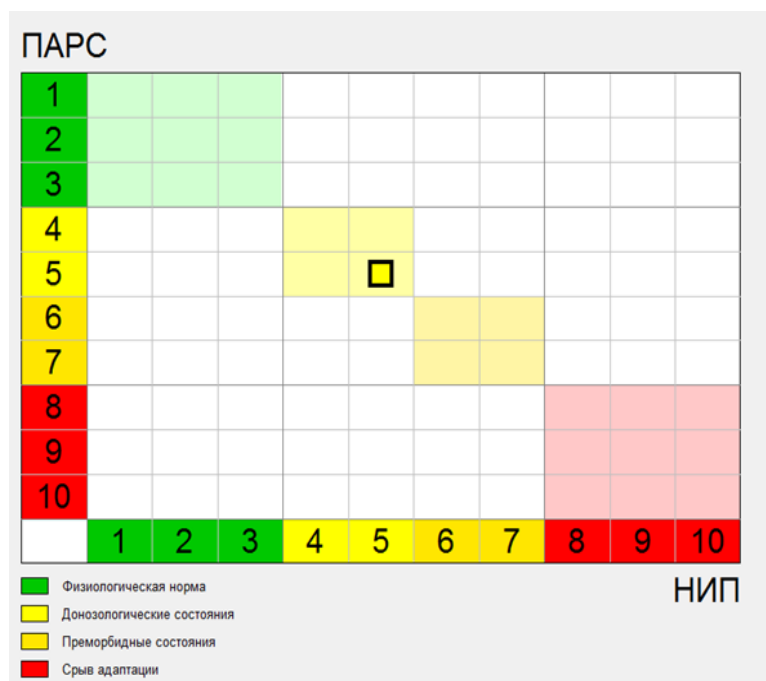 ПАРС
1
2
3
4
5
6
7
8
9
10
1 2 3 4 5 6 7 8 9 10
НИП
Физиологическая норма
Донозологические состояния
Преморбидные состояния
Срыв адаптации